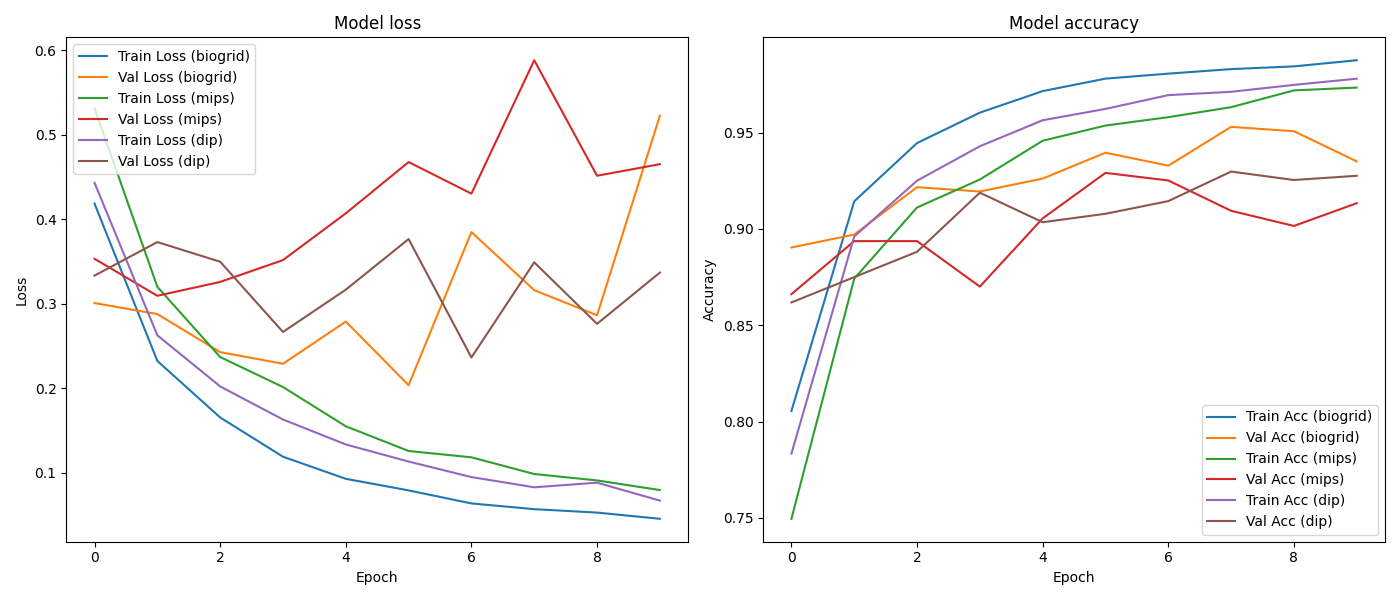 Model loss
Train Loss (biogrid)
Val Loss (biogrid)
Train Loss (mips)
Val Loss (mips)
Train Loss (dip)
Val Loss (dip)
0.6
0.5
0.4
0.3
0.2
0.1
Loss
0 2 4 6 8
Epoch
Model accuracy
0.95
0.90
0.85
0.80
0.75
Accuracy
Train Acc (biogrid)
Val Acc (biogrid)
Train Acc (mips)
Val Acc (mips)
Train Acc (dip)
Val Acc (dip)
0 2 4 6 8
Epoch